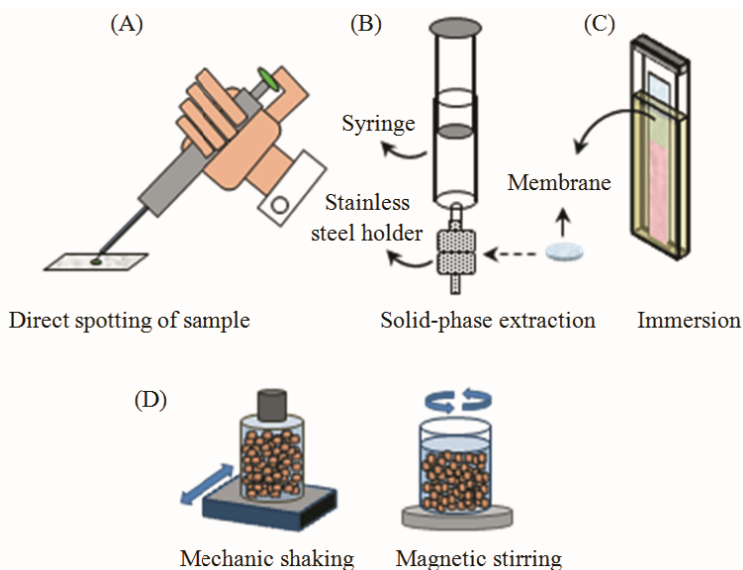 (A)
(B)
(C)
Syringe
Membrane
Stainless
steel holder
Direct spotting of sample
Solid-phase extraction
Immersion
(D)
Mechanic shaking
Magnetic stirring